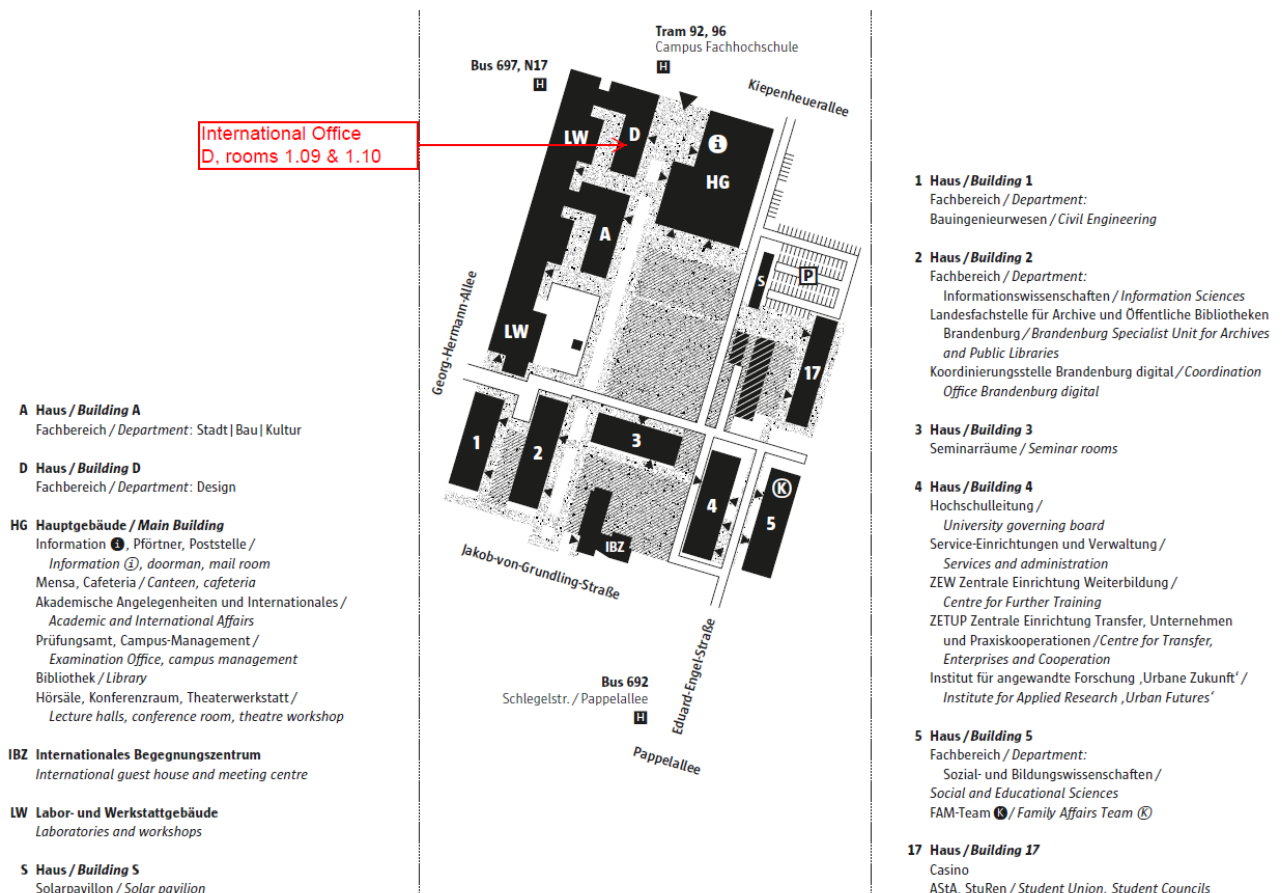 Tram 92, 96
Campus Fachhochschule
H
Bus 697, N17
H
Kiepenheuerallee
International Office
D, rooms 1.09 & 1.10
LW
D
i
HG
A
S
P
LW
17
Georg-Hermann-Allee
1
2
3
4
K
5
IBZ
Jakob-von-Grundling-Straße
Eduard-Engel-Straße
Bus 692
Schlegelstr. / Pappelallee
H
Pappelallee
A Haus / Building A
Fachbereich / Department: Stadt | Bau | Kultur
D Haus / Building D
Fachbereich / Department: Design
HG Hauptgebäude / Main Building
Information i, Pförtner, Poststelle /
Information i, doorman, mail room
Mensa, Cafeteria / Canteen, cafeteria
Akademische Angelegenheiten und Internationales /
Academic and International Affairs
Prüfungsamt, Campus-Management /
Examination Office, campus management
Bibliothek / Library
Hörsäle, Konferenzraum, Theaterwerkstatt /
Lecture halls, conference room, theatre workshop
IBZ Internationales Begegnungszentrum
International guest house and meeting centre
LW Labor- und Werkstattgebäude
Laboratories and workshops
S Haus / Building S
Solarpavillon / Solar pavilion
1 Haus / Building 1
Fachbereich / Department:
Bauingenieurwesen / Civil Engineering
2 Haus / Building 2
Fachbereich / Department:
Informationswissenschaften / Information Sciences
Landesfachstelle für Archive und Öffentliche Bibliotheken
Brandenburg / Brandenburg Specialist Unit for Archives
and Public Libraries
Koordinierungsstelle Brandenburg digital / Coordination
Office Brandenburg digital
3 Haus / Building 3
Seminarräume / Seminar rooms
4 Haus / Building 4
Hochschulleitung /
University governing board
Service-Einrichtungen und Verwaltung /
Services and administration
ZEW Zentrale Einrichtung Weiterbildung /
Centre for Further Training
ZETUP Zentrale Einrichtung Transfer, Unternehmen
und Praxiskooperationen /Centre for Transfer,
Enterprises and Cooperation
Institut für angewandte Forschung ‚Urbane Zukunft‘ /
Institute for Applied Research ‚Urban Futures‘
5 Haus / Building 5
Fachbereich / Department:
Sozial- und Bildungswissenschaften /
Social and Educational Sciences
FAM-Team K / Family Affairs Team K
17 Haus / Building 17
Casino
AStA, StuRen / Student Union, Student Councils